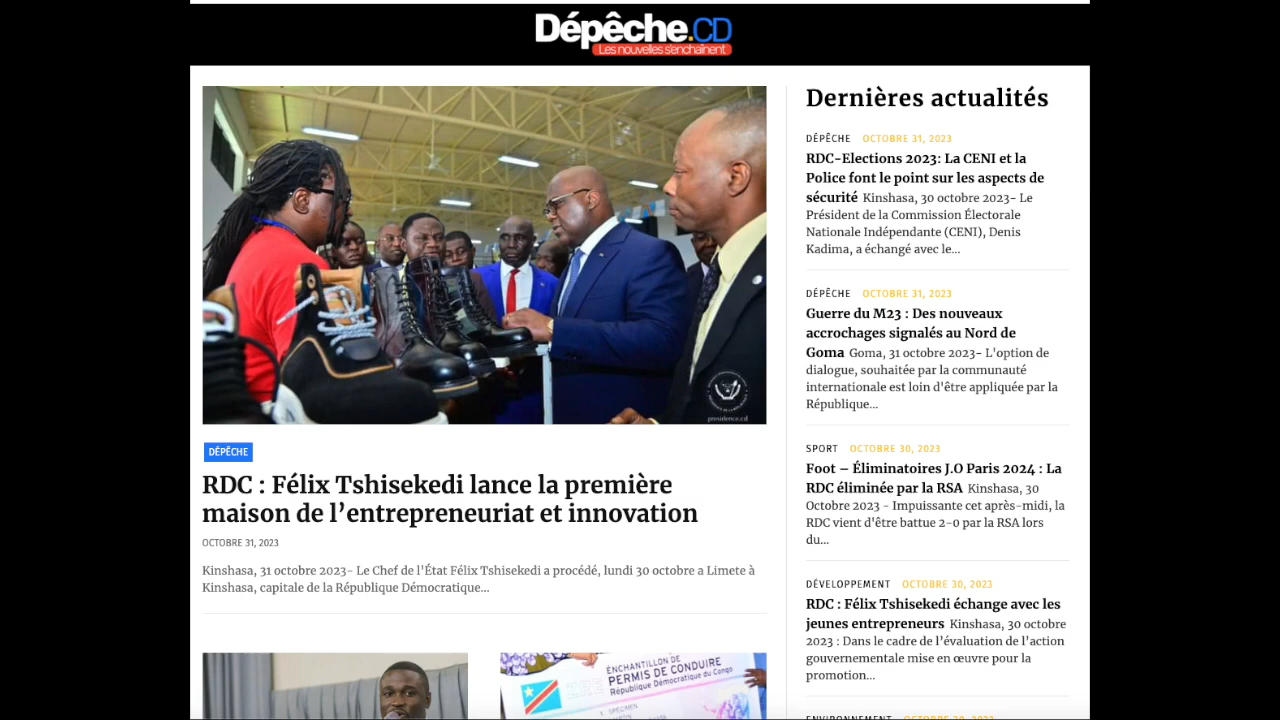 Dépêche.CD
Les nouvelles s'enchaînent
presidence.cd
DÉPÊCHE
RDC : Félix Tshisekedi lance la première
maison de l’entrepreneuriat et innovation
OCTOBRE 31, 2023
Kinshasa, 31 octobre 2023- Le Chef de l'État Félix Tshisekedi a procédé, lundi 30 octobre a Limete à
Kinshasa, capitale de la République Démocratique...
ÉCHANTILLON DE
PERMIS DE CONDUIRE
République Démocratique du Congo
1. SPÉCIMEN
Dernières actualités
DÉPÊCHE OCTOBRE 31, 2023
RDC-Elections 2023: La CENI et la
Police font le point sur les aspects de
sécurité Kinshasa, 30 octobre 2023- Le
Président de la Commission Électorale
Nationale Indépendante (CENI), Denis
Kadima, a échangé avec le...
DÉPÊCHE OCTOBRE 31, 2023
Guerre du M23 : Des nouveaux
accrochages signalés au Nord de
Goma Goma, 31 octobre 2023- L'option de
dialogue, souhaitée par la communauté
internationale est loin d'être appliquée par la
République...
SPORT OCTOBRE 30, 2023
Foot – Éliminatoires J.O Paris 2024 : La
RDC éliminée par la RSA Kinshasa, 30
Octobre 2023 - Impuissante cet après-midi, la
RDC vient d'être battue 2-0 par la RSA lors
du...
DÉVELOPPEMENT OCTOBRE 30, 2023
RDC : Félix Tshisekedi échange avec les
jeunes entrepreneurs Kinshasa, 30 octobre
2023 : Dans le cadre de l’évaluation de l’action
gouvernementale mise en œuvre pour la
promotion...
ENVIRONNEMENT OCTOBRE 30, 2023